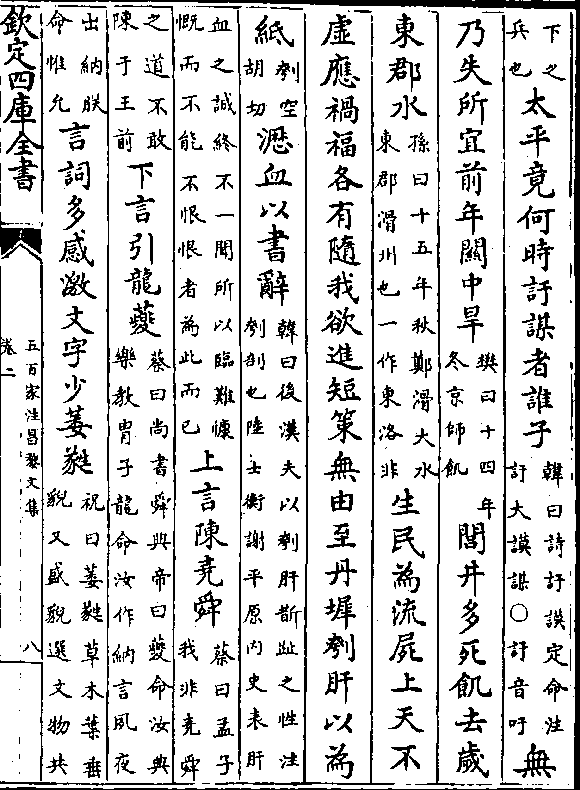 下之兵也太平竟何時訏謀者誰子韓曰詩訏謨定命注訏大謨謀○訏音吁無
乃失所宜前年關中旱樊曰十四年冬京師飢閭井多死飢去歲
東郡水孫曰十五年秋鄭滑大水東郡滑州也一作東洛非生民為流屍上天不
虛應禍福各有隨我欲進短策無由至丹墀刳肝以為
紙刳空胡切瀝血以書辭韓曰後漢夫以刳肝斮趾之性注刳剖也陸士衡謝平原内史表肝
血之誠終不一聞所以臨難慷慨而不能不恨恨者為此而已上言陳堯舜蔡曰孟子我非堯舜
之道不敢陳于王前下言引龍夔蔡曰尚書舜典帝曰夔命汝典樂教胄子龍命汝作納言夙夜
出納朕命惟允言詞多感激文字少葳蕤祝曰葳蕤草木葉垂貌又盛貌選文物共
欽定四庫全書
五百家注昌黎文集
卷二
八